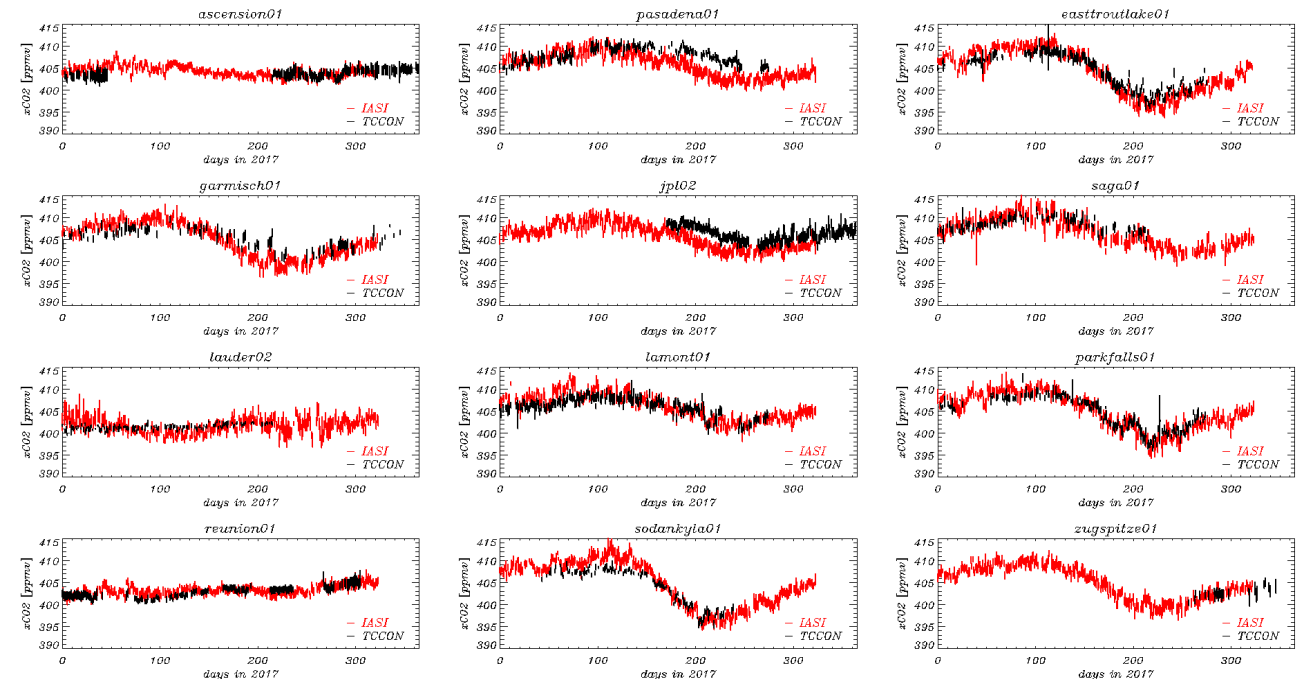 ascension01
415
410
405
400
395
390
xCO2 [ppmv]
IASI
TCCON
0 100 200 300
days in 2017
pasadena01
415
410
405
400
395
390
xCO2 [ppmv]
IASI
TCCON
0 100 200 300
days in 2017
easttroutlake01
415
410
405
400
395
390
xCO2 [ppmv]
IASI
TCCON
0 100 200 300
days in 2017
garmisch01
415
410
405
400
395
390
xCO2 [ppmv]
IASI
TCCON
0 100 200 300
days in 2017
jpl02
415
410
405
400
395
390
xCO2 [ppmv]
IASI
TCCON
0 100 200 300
days in 2017
saga01
415
410
405
400
395
390
xCO2 [ppmv]
IASI
TCCON
0 100 200 300
days in 2017
lauder02
415
410
405
400
395
390
xCO2 [ppmv]
IASI
TCCON
0 100 200 300
days in 2017
lamont01
415
410
405
400
395
390
xCO2 [ppmv]
IASI
TCCON
0 100 200 300
days in 2017
parkfalls01
415
410
405
400
395
390
xCO2 [ppmv]
IASI
TCCON
0 100 200 300
days in 2017
reunion01
415
410
405
400
395
390
xCO2 [ppmv]
IASI
TCCON
0 100 200 300
days in 2017
sodankyla01
415
410
405
400
395
390
xCO2 [ppmv]
IASI
TCCON
0 100 200 300
days in 2017
zugspitze01
415
410
405
400
395
390
xCO2 [ppmv]
IASI
TCCON
0 100 200 300
days in 2017